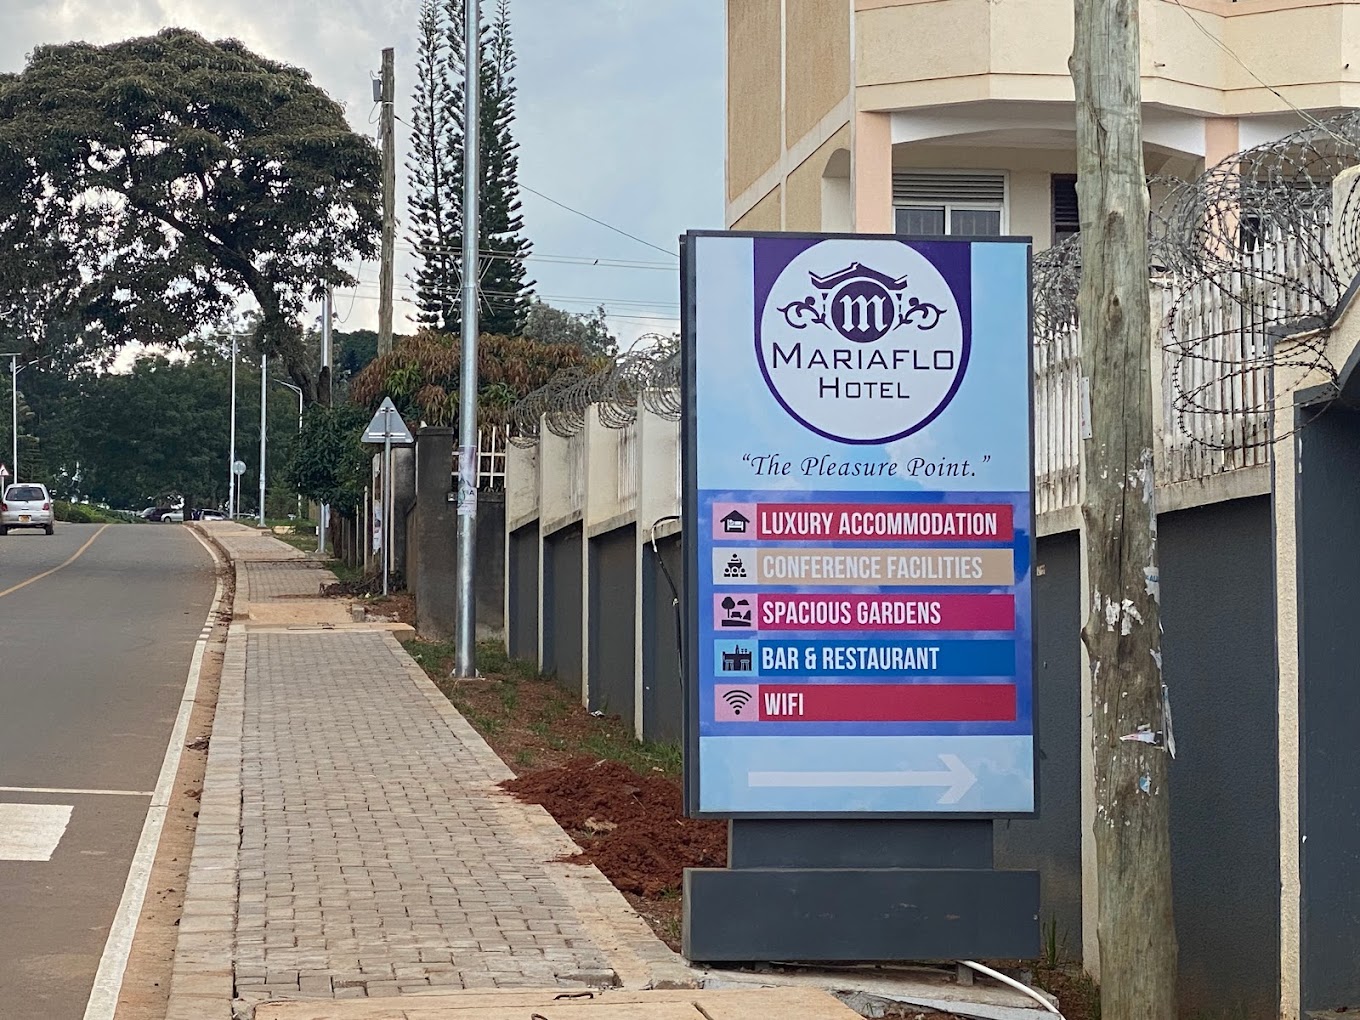 m
MARIAFLO
HOTEL
“The Pleasure Point.”
LUXURY ACCOMMODATION
CONFERENCE FACILITIES
SPACIOUS GARDENS
BAR & RESTAURANT
WIFI